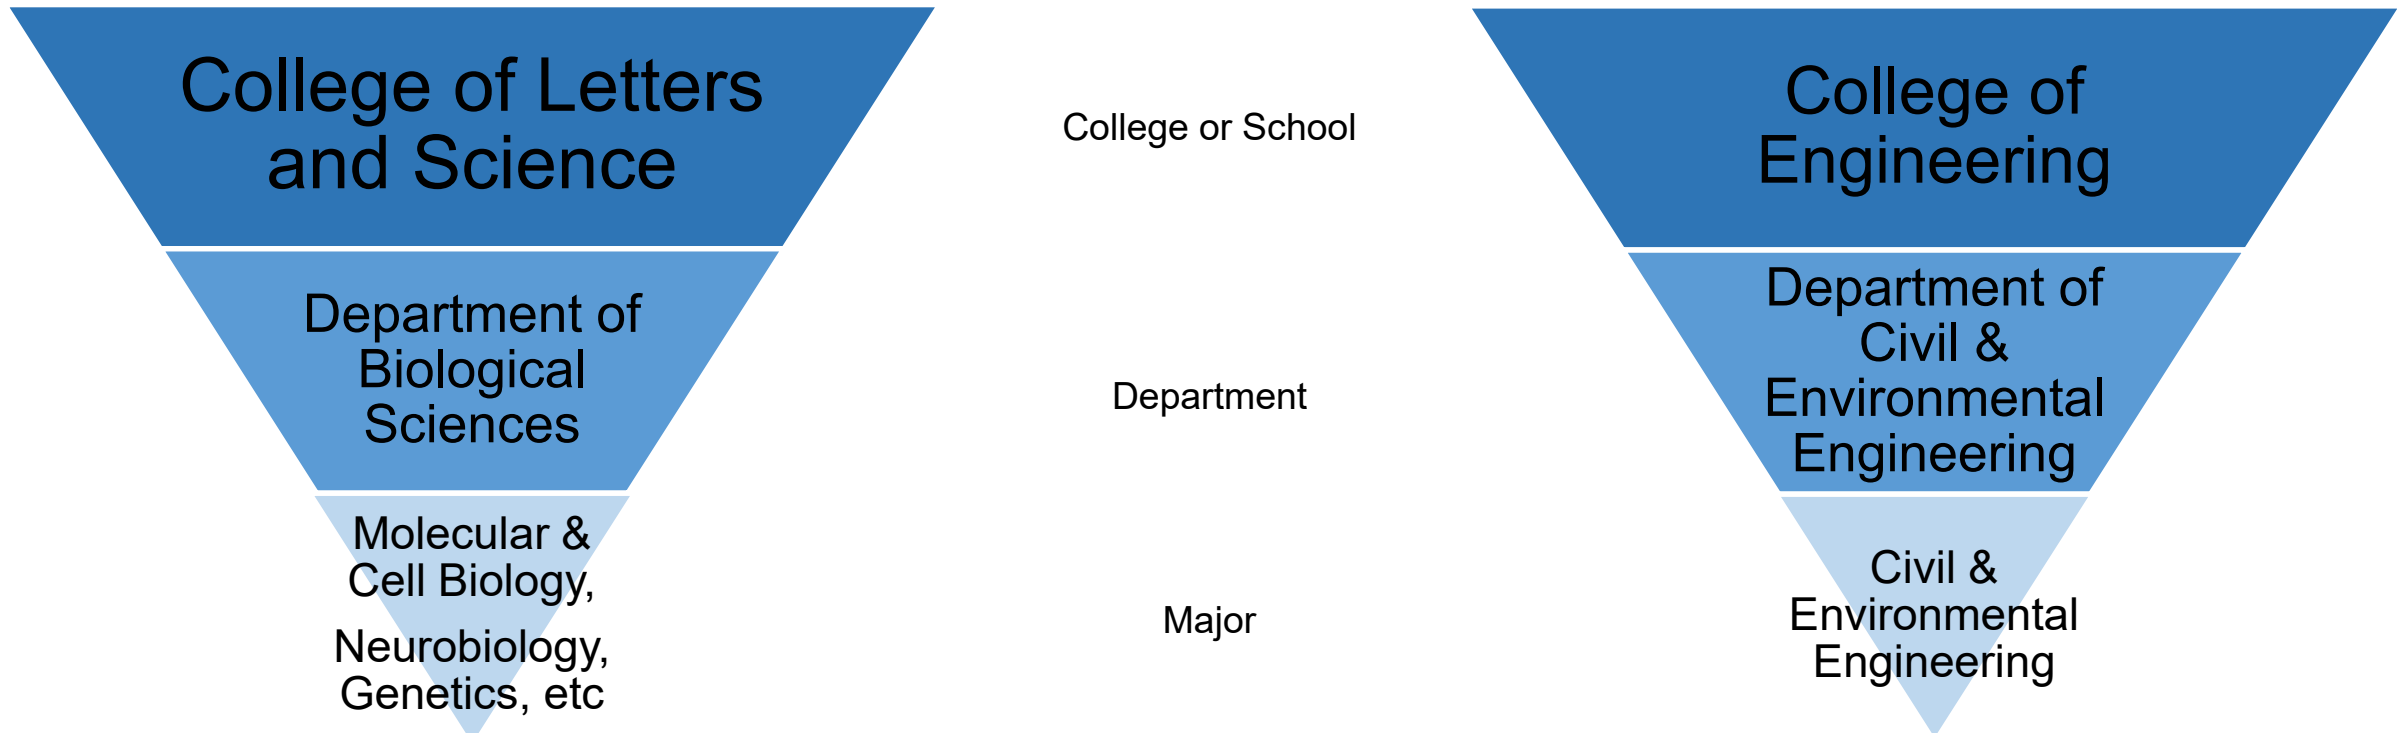 College of Letters
and Science
Department of
Biological
Sciences
Molecular &
Cell Biology,
Neurobiology,
Genetics, etc
College or School
Department
Major
College of
Engineering
Department of
Civil &
Environmental
Engineering
Civil &
Environmental
Engineering